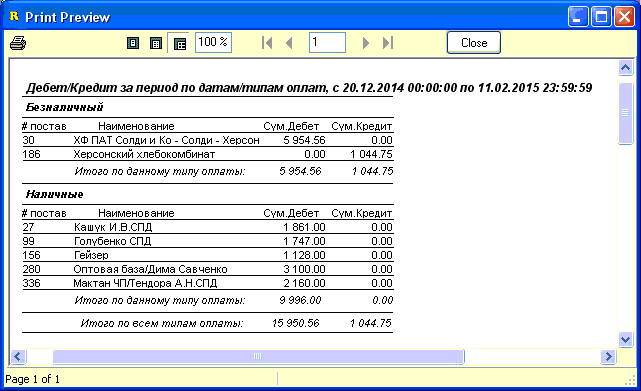 Print Preview
100 %
1
Close
Дебет/Кредит за период по датам/типам оплат, с 20.12.2014 00:00:00 по 11.02.2015 23:59:59
Безналичный
# постав Наименование Сум.Дебет Сум.Кредит
30 ХФ ПАТ Солди и Ко - Солди - Херсон 5 954.56 0.00
186 Херсонский хлебокомбинат 0.00 1 044.75
Итого по данному типу оплаты: 5 954.56 1 044.75
Наличные
# постав Наименование Сум.Дебет Сум.Кредит
27 Кашук И.В.СПД 1 861.00 0.00
99 Голубенко СПД 1 747.00 0.00
156 Гейзер 1 128.00 0.00
280 Оптовая база/Дима Савченко 3 100.00 0.00
336 Мактан ЧП/Тендора А.Н.СПД 2 160.00 0.00
Итого по данному типу оплаты: 9 996.00 0.00
Итого по всем типам оплаты: 15 950.56 1 044.75
Page 1 of 1